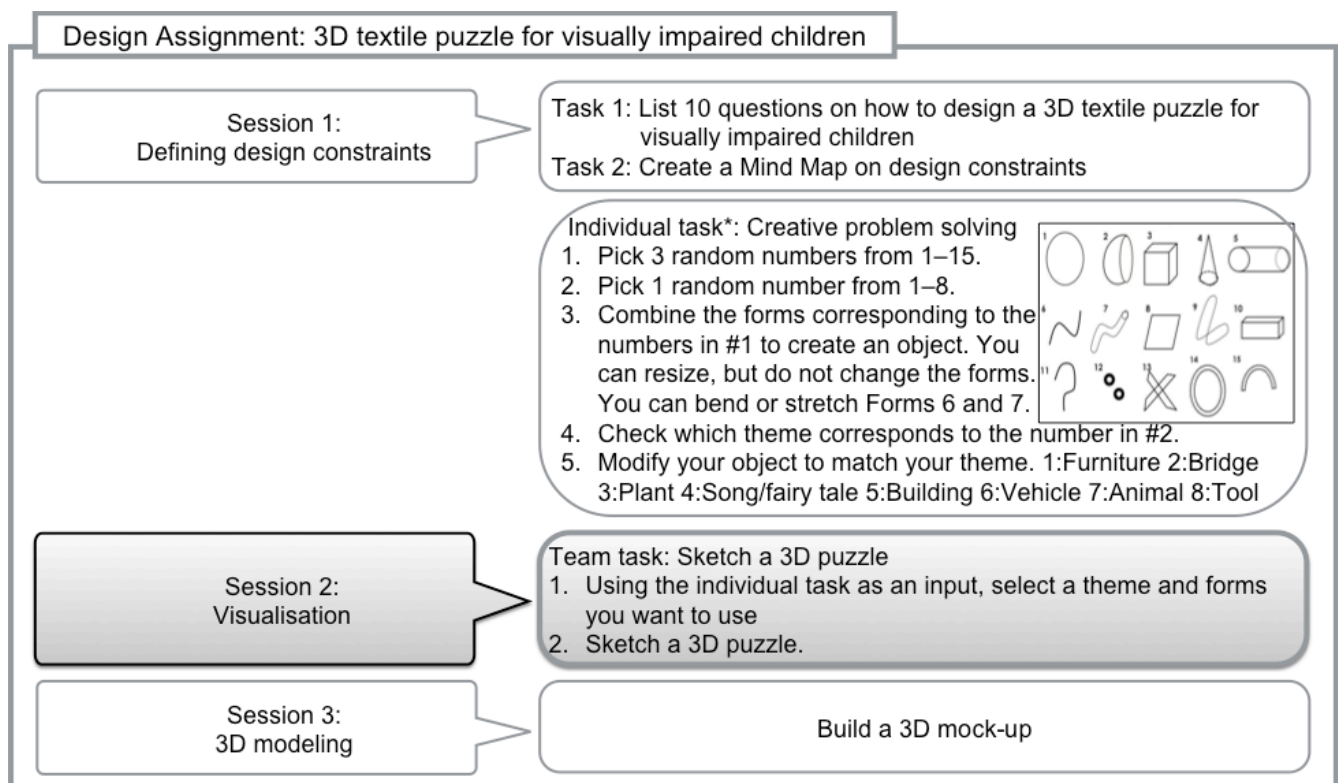 Design Assignment: 3D textile puzzle for visually impaired children
Session 1:
Defining design constraints
Task 1: List 10 questions on how to design a 3D textile puzzle for
visually impaired children
Task 2: Create a Mind Map on design constraints
Individual task*: Creative problem solving
1. Pick 3 random numbers from 1–15.
2. Pick 1 random number from 1–8.
3. Combine the forms corresponding to the
numbers in #1 to create an object. You
can resize, but do not change the forms.
You can bend or stretch Forms 6 and 7.
4. Check which theme corresponds to the number in #2.
5. Modify your object to match your theme. 1:Furniture 2:Bridge
3:Plant 4:Song/fairy tale 5:Building 6:Vehicle 7:Animal 8:Tool
1 2 3 4 5
6 7 8 9 10
11 12 13 14 15
Session 2:
Visualisation
Team task: Sketch a 3D puzzle
1. Using the individual task as an input, select a theme and forms
you want to use
2. Sketch a 3D puzzle.
Session 3:
3D modeling
Build a 3D mock-up